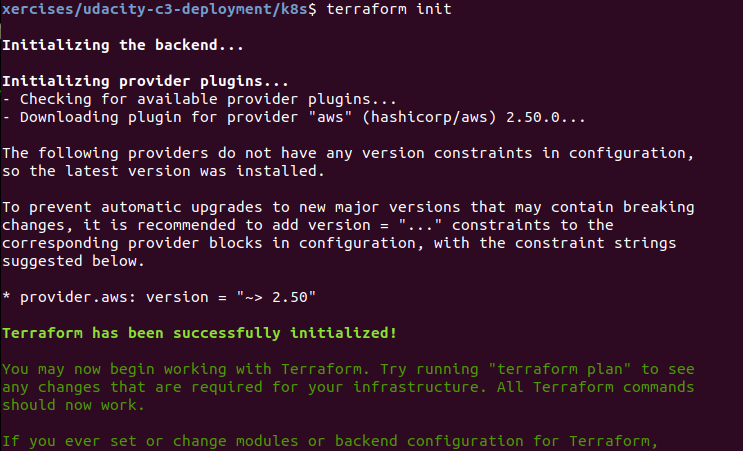 xercises/udacity-c3-deployment/k8s$ terraform init
Initializing the backend...
Initializing provider plugins...
- Checking for available provider plugins...
- Downloading plugin for provider "aws" (hashicorp/aws) 2.50.0...
The following providers do not have any version constraints in configuration,
so the latest version was installed.
To prevent automatic upgrades to new major versions that may contain breaking
changes, it is recommended to add version = "..." constraints to the
corresponding provider blocks in configuration, with the constraint strings
suggested below.
* provider.aws: version = "~> 2.50"
Terraform has been successfully initialized!
You may now begin working with Terraform. Try running "terraform plan" to see
any changes that are required for your infrastructure. All Terraform commands
should now work.
If you ever set or change modules or backend configuration for Terraform,